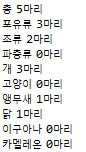 총 5마리
포유류 3마리
조류 2마리
파충류 0마리
개 3마리
고양이 0마리
앵무새 1마리
닭 1마리
이구아나 0마리
카멜레온 0마리